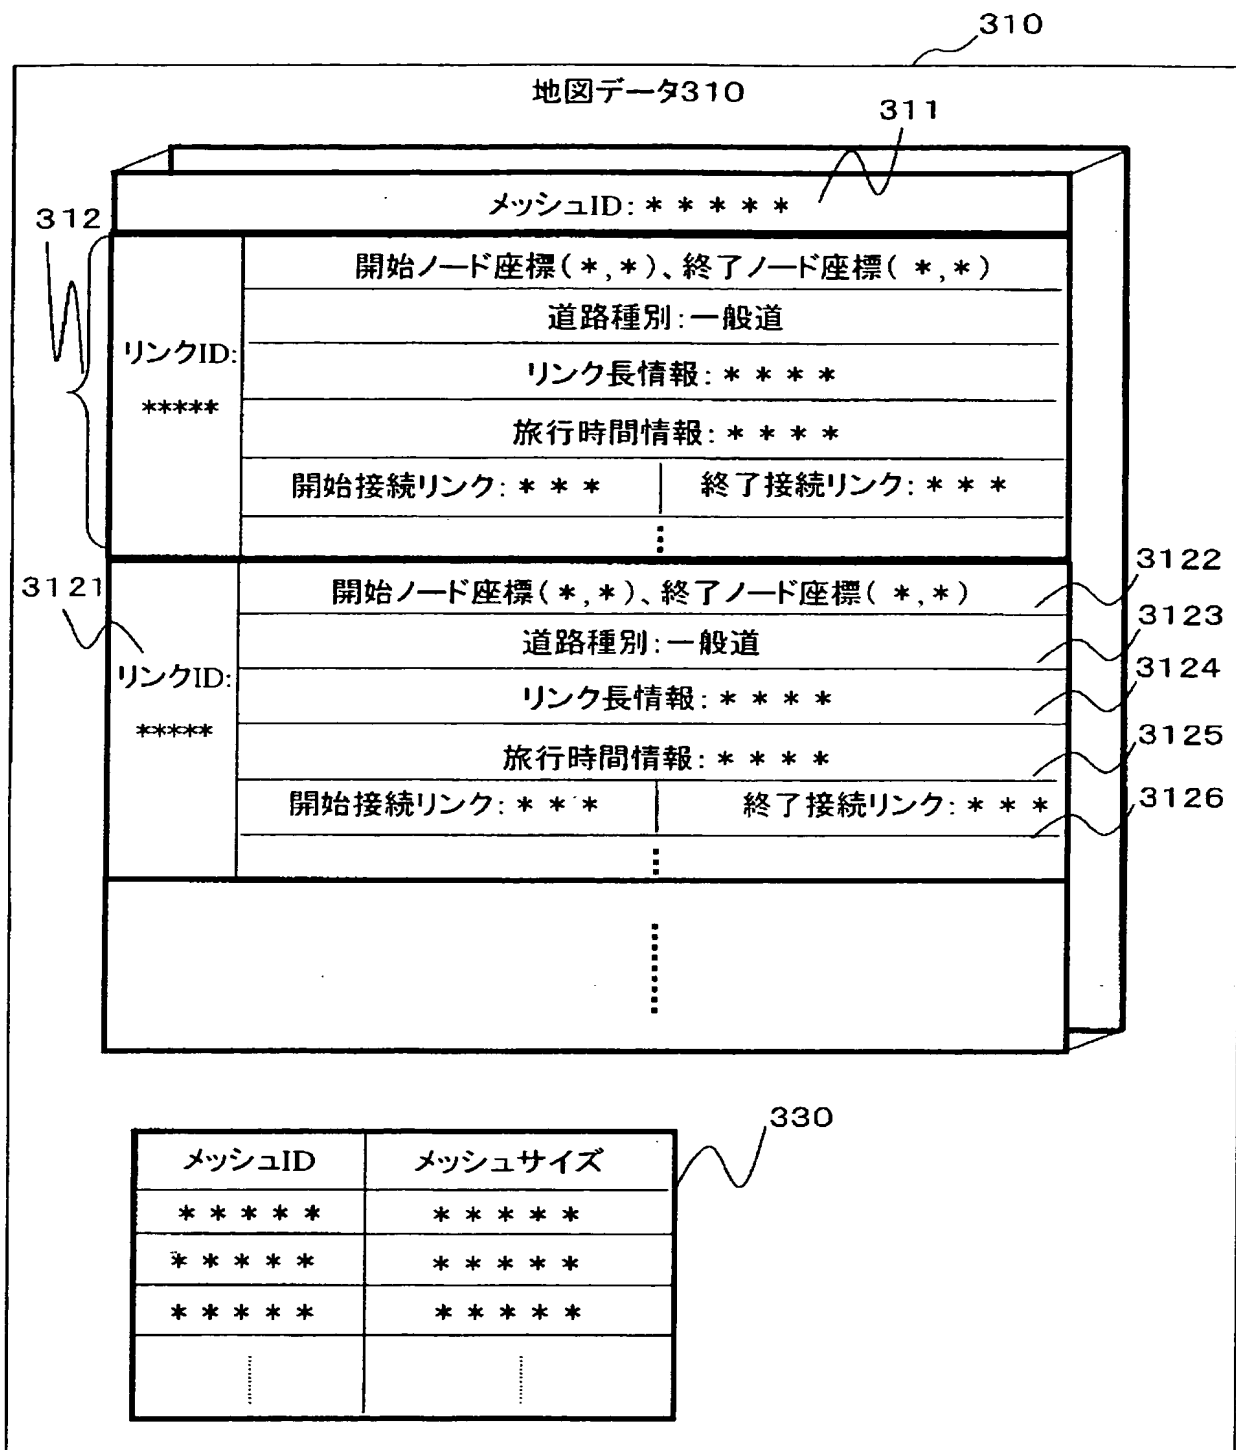 310
地図データ310
311
メッシュID:*****
312
リンクID:
*****
開始ノード座標(*,*)、終了ノード座標(*,*)
道路種別:一般道
リンク長情報:****
旅行時間情報:****
開始接続リンク:***
終了接続リンク:***
3121
リンクID:
*****
開始ノード座標(*,*)、終了ノード座標(*,*)
3122
道路種別:一般道
3123
リンク長情報:****
3124
旅行時間情報:****
3125
開始接続リンク:***
終了接続リンク:***
3126
330
メッシュID
メッシュサイズ
*****
*****
*****
*****
*****
*****